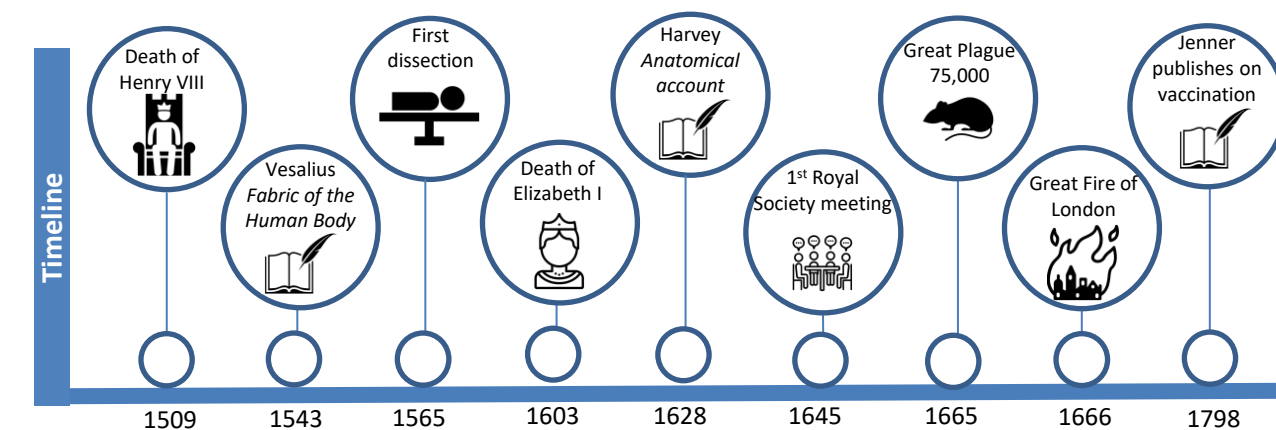 Timeline
Death of
Henry VIII
Vesalius
Fabric of the
Human Body
First
dissection
Death of
Elizabeth I
Harvey
Anatomical
account
1st Royal
Society meeting
Great Plague
75,000
Great Fire of
London
Jenner
publishes on
vaccination
1509
1543
1565
1603
1628
1645
1665
1666
1798